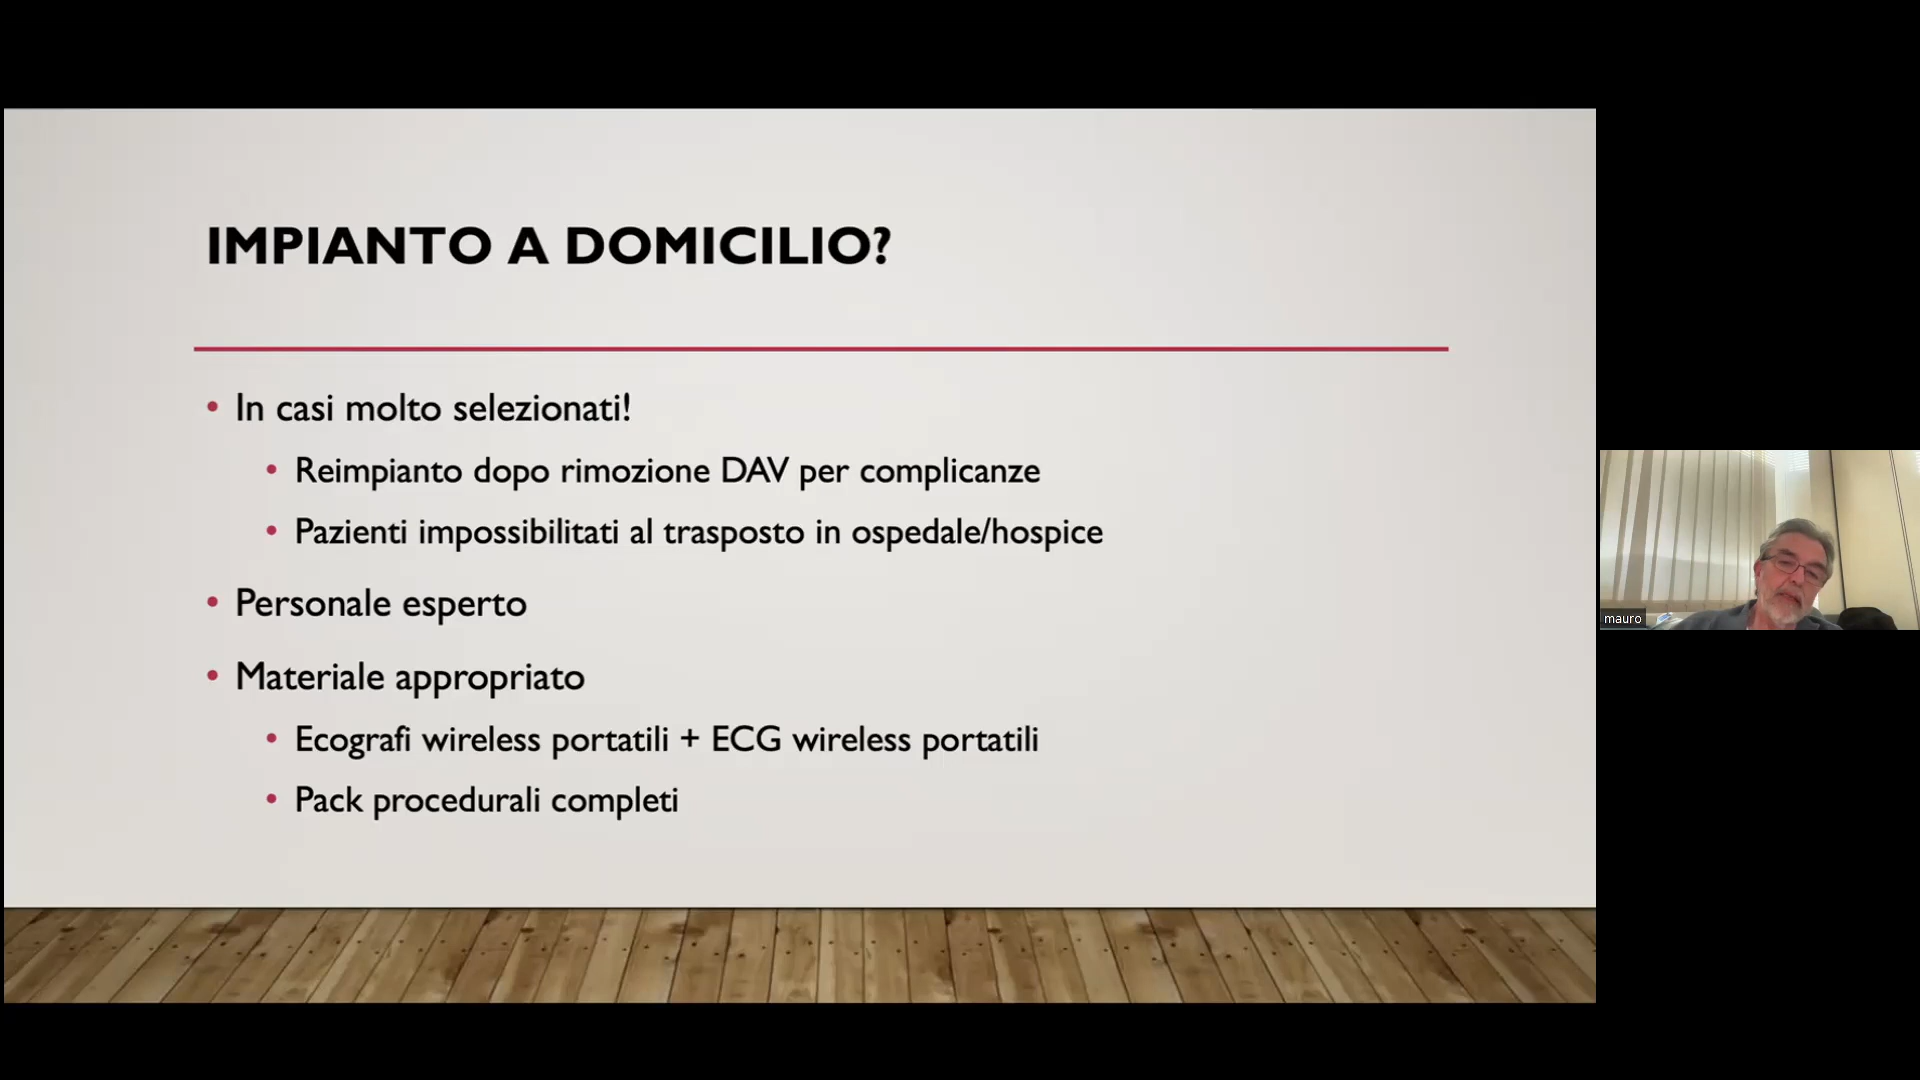 IMPIANTO A DOMICILIO?
• In casi molto selezionati!
• Reimpianto dopo rimozione DAV per complicanze
• Pazienti impossibilitati al trasposto in ospedale/hospice
• Personale esperto
• Materiale appropriato
• Ecografi wireless portatili + ECG wireless portatili
• Pack procedurali completi
mauro